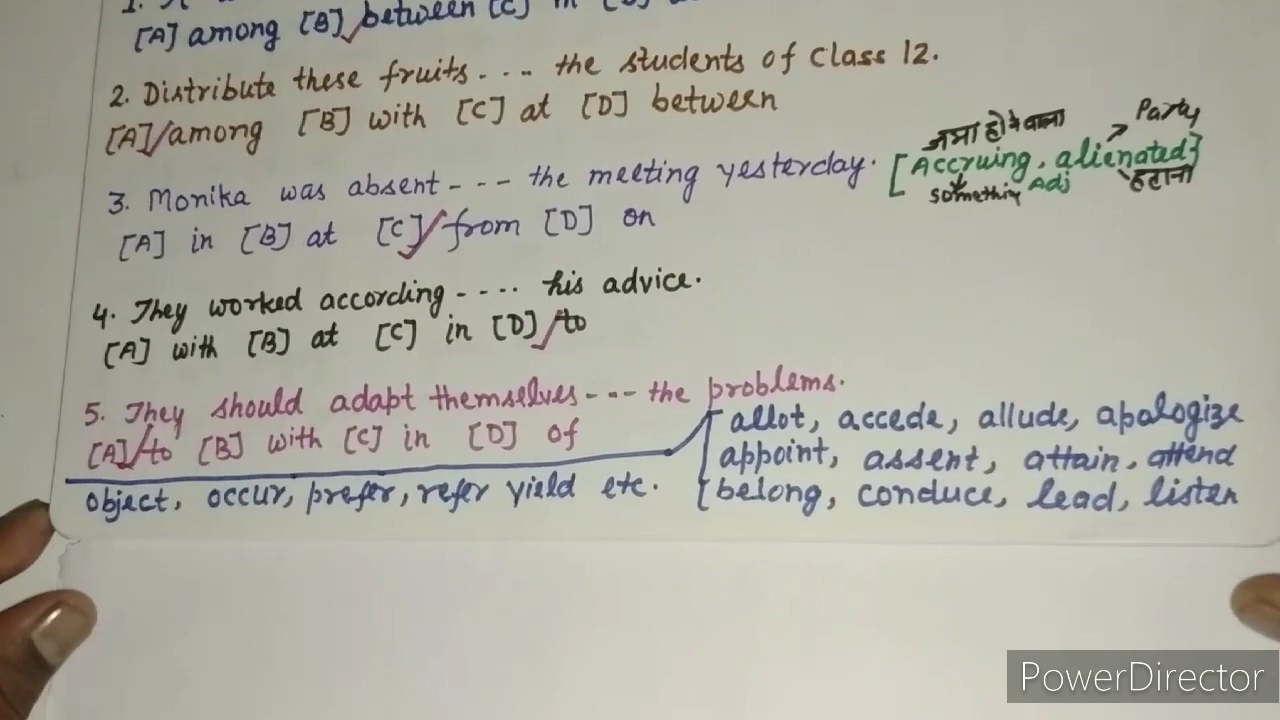 [A] among [B] between [C] in
2. Distribute these fruits .... the students of Class 12.
[A] among [B] with [C] at [D] between
3. Monika was absent ---- the meeting yesterday. [Accruing, alienated}
जमा होने वाला
Party
something Adj
हटाना
[A] in [B] at [C] from [D] on
4. They worked according ---- his advice.
[A] with [B] at [C] in [D] to
5. They should adapt themselves --- the problems.
[A] to [B] with [C] in [D] of
allot, accede, allude, apologize
appoint, assent, attain, attend
belong, conduce, lead, listen
object, occur, prefer, refer yield etc.
PowerDirector